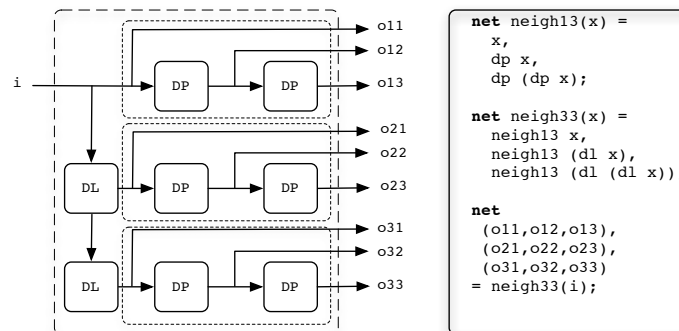 o11
o12
i
DP
DP
o13
o21
o22
DL
DP
DP
o23
o31
o32
DL
DP
DP
o33
net neigh13(x) =
x,
dp x,
dp (dp x);
net neigh33(x) =
neigh13 x,
neigh13 (dl x),
neigh13 (dl (dl x))
net
(o11,o12,o13),
(o21,o22,o23),
(o31,o32,o33)
= neigh33(i);